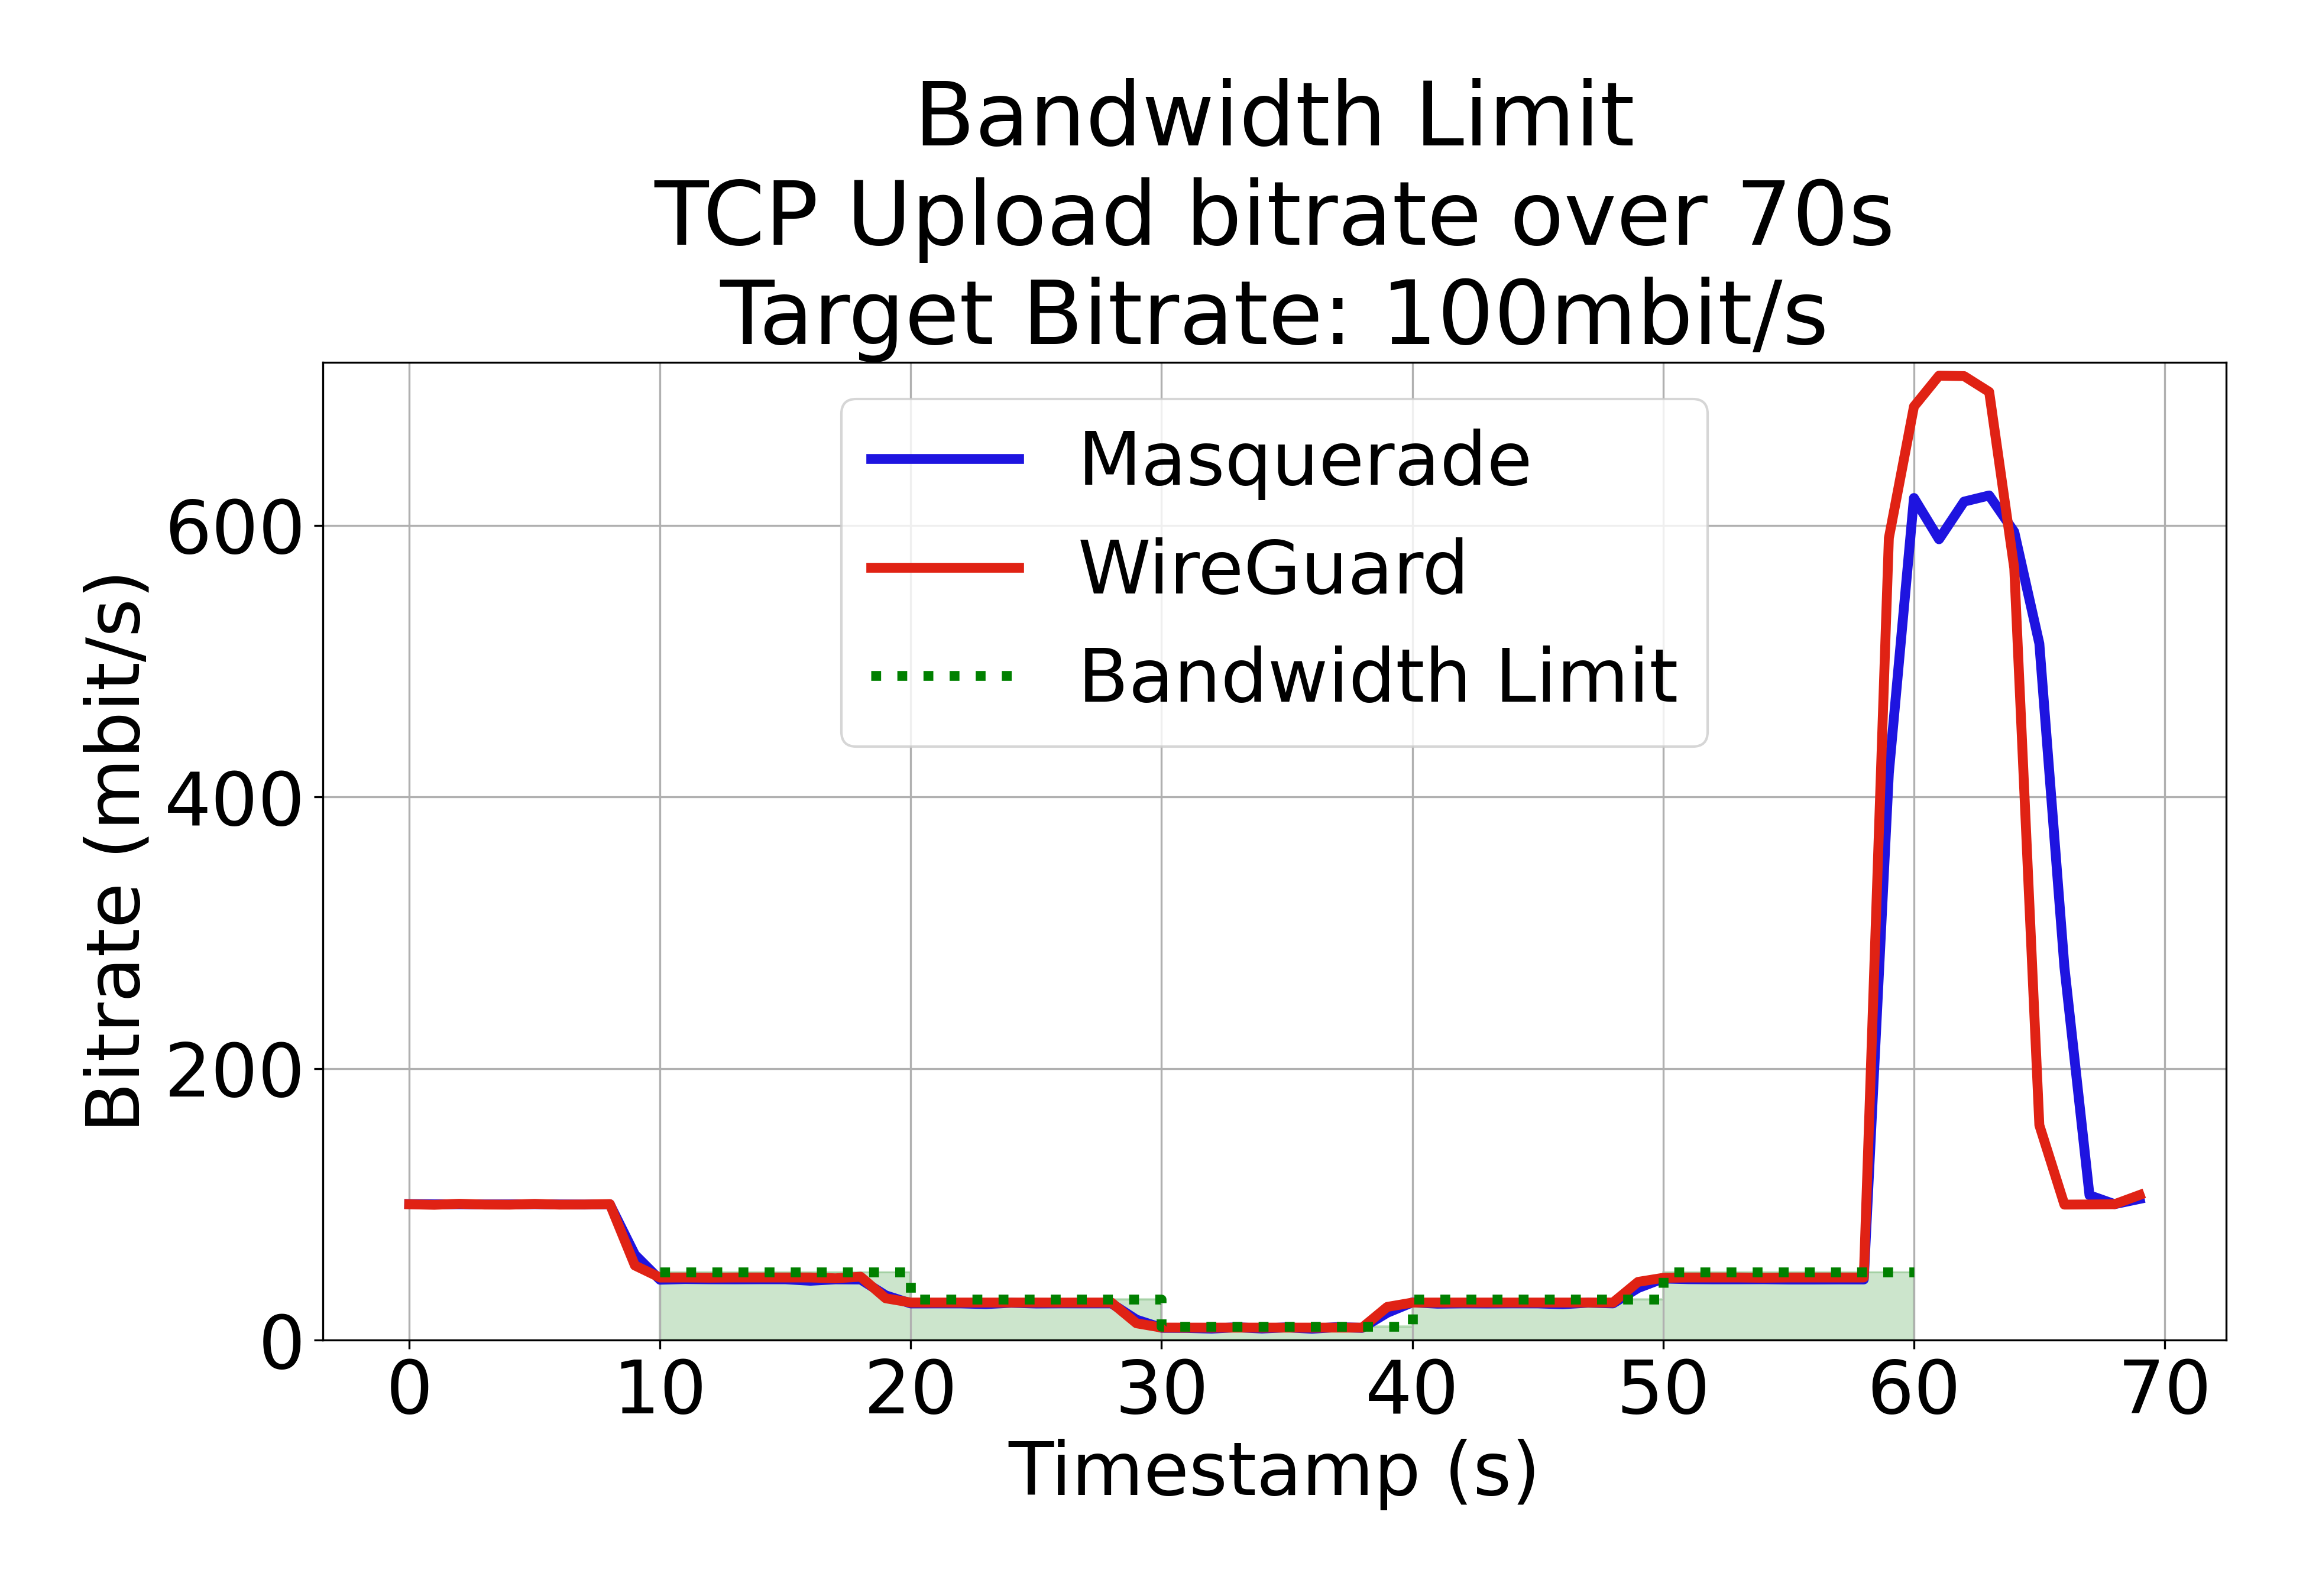 Bandwidth Limit
TCP Upload bitrate over 70s
Target Bitrate: 100mbit/s
Masquerade
WireGuard
Bandwidth Limit
Bitrate (mbit/s)
600
400
200
0
0 10 20 30 40 50 60 70
Timestamp (s)